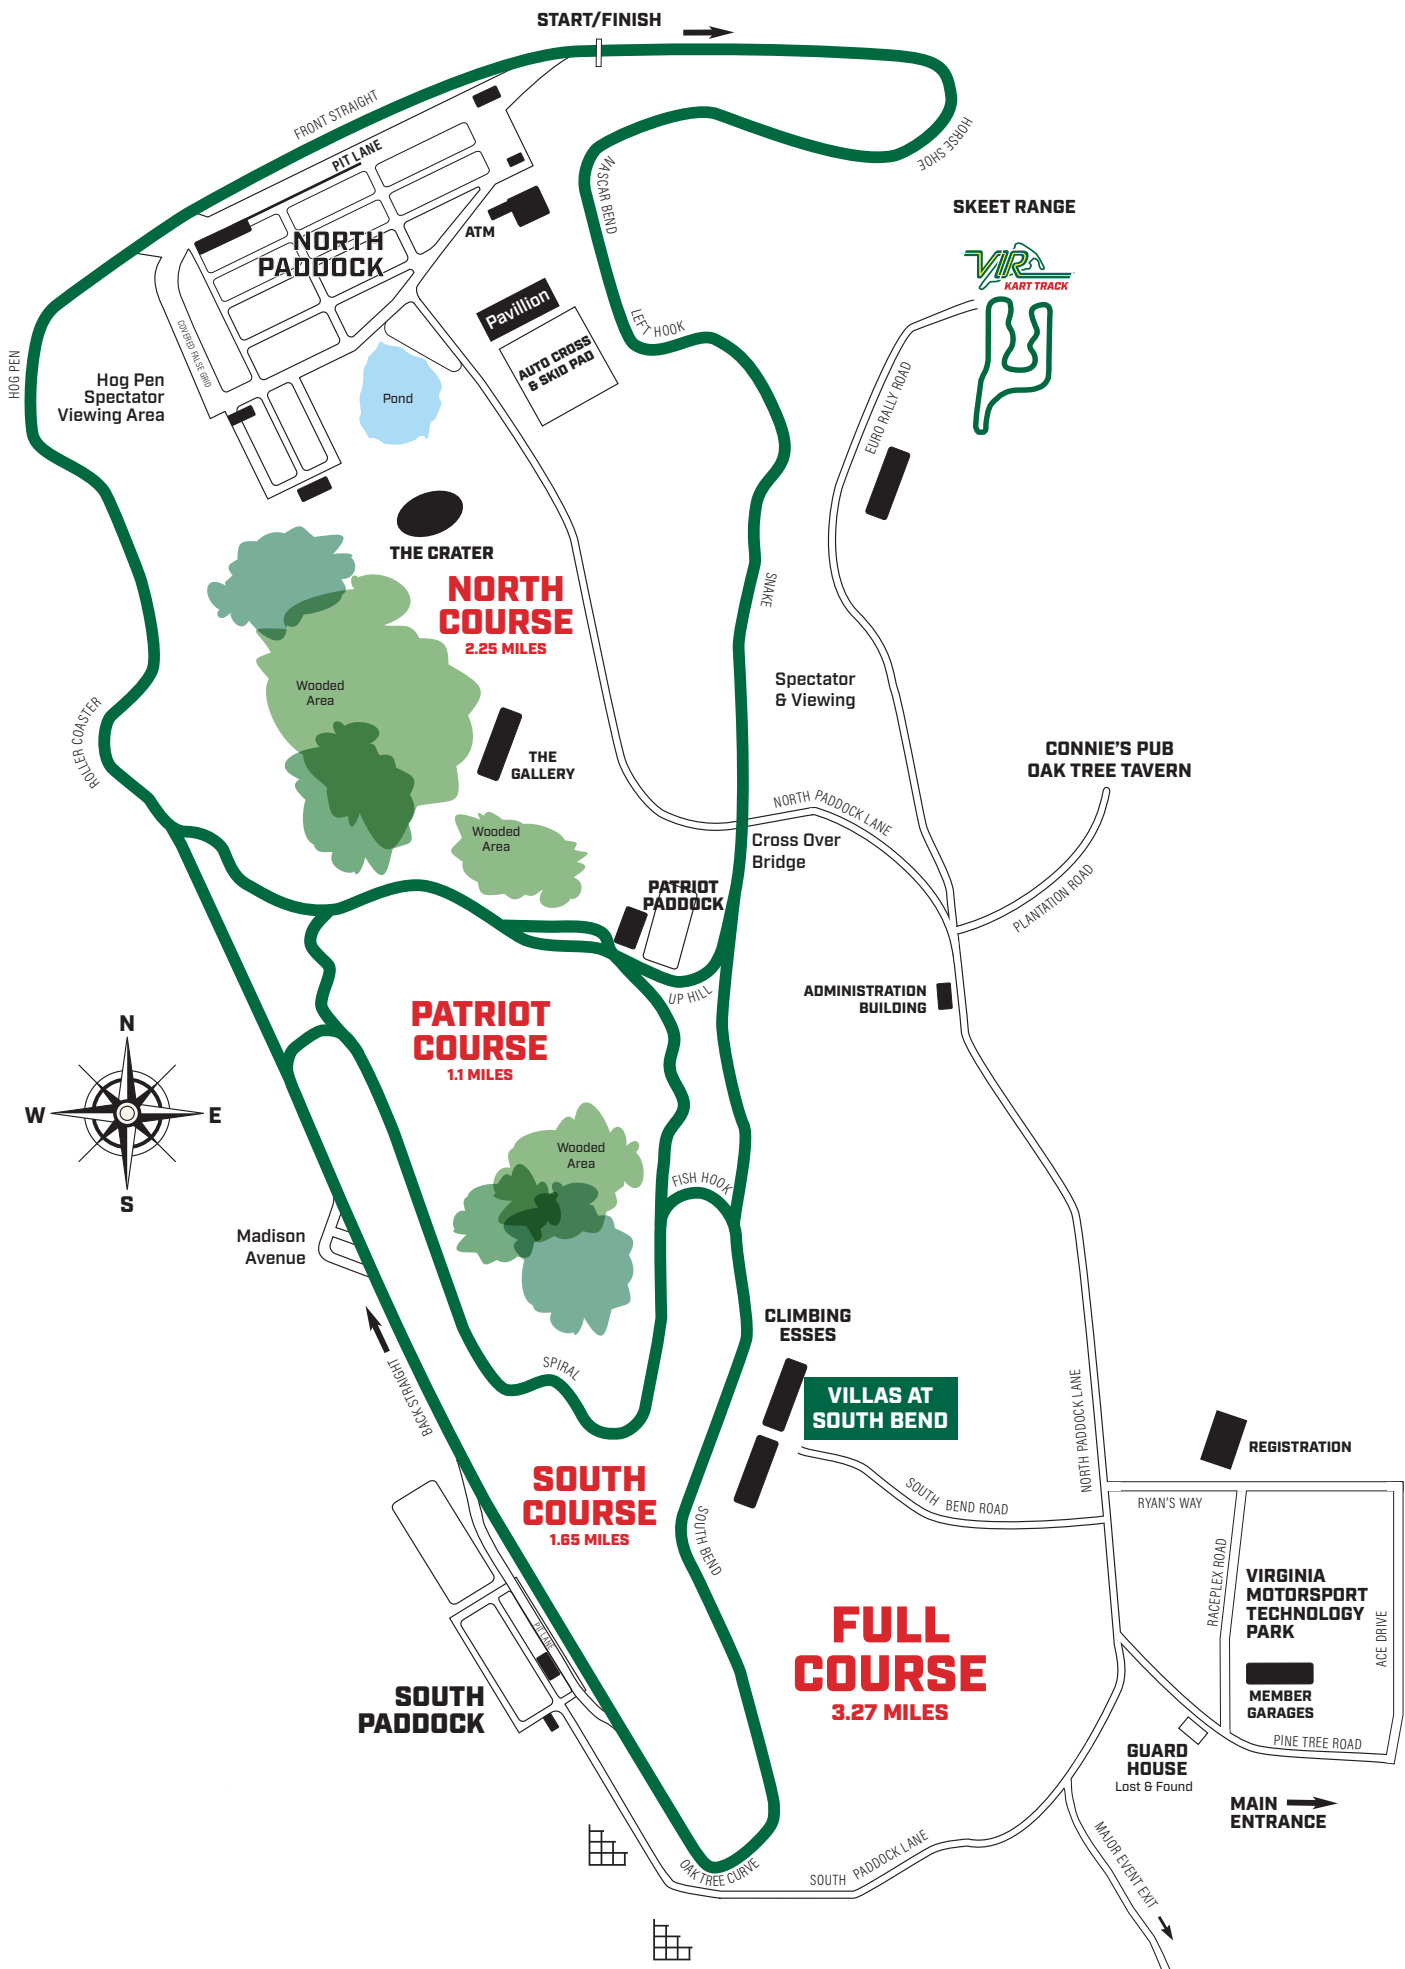 START/FINISH
FRONT STRAIGHT
PIT LANE
HORSE SHOE
NASCAR BEND
SKEET RANGE
VIR
KART TRACK
ATM
NORTH
PADDOCK
Pavillion
AUTO CROSS
& SKID PAD
LEFT HOOK
COVERED FALSE GRID
HOG PEN
Hog Pen
Spectator
Viewing Area
Pond
EURO RALLY ROAD
THE CRATER
NORTH
COURSE
2.25 MILES
SNAKE
Wooded
Area
Spectator
& Viewing
ROLLER COASTER
THE
GALLERY
CONNIE'S PUB
OAK TREE TAVERN
NORTH PADDOCK LANE
Wooded
Area
Cross Over
Bridge
PATRIOT
PADDOCK
PLANTATION ROAD
UP HILL
ADMINISTRATION
BUILDING
PATRIOT
COURSE
1.1 MILES
N
W
E
S
Wooded
Area
FISH HOOK
Madison
Avenue
CLIMBING
ESSES
SPIRAL
BACK STRAIGHT
VILLAS AT
SOUTH BEND
NORTH PADDOCK LANE
REGISTRATION
SOUTH BEND ROAD
RYAN'S WAY
SOUTH
COURSE
1.65 MILES
SOUTH BEND
RACEPLEX ROAD
VIRGINIA
MOTORSPORT
TECHNOLOGY
PARK
ACE DRIVE
PIT LANE
FULL
COURSE
3.27 MILES
SOUTH
PADDOCK
MEMBER
GARAGES
GUARD
HOUSE
Lost & Found
PINE TREE ROAD
MAIN
ENTRANCE
MAJOR EVENT EXIT
OAK TREE CURVE
SOUTH PADDOCK LANE